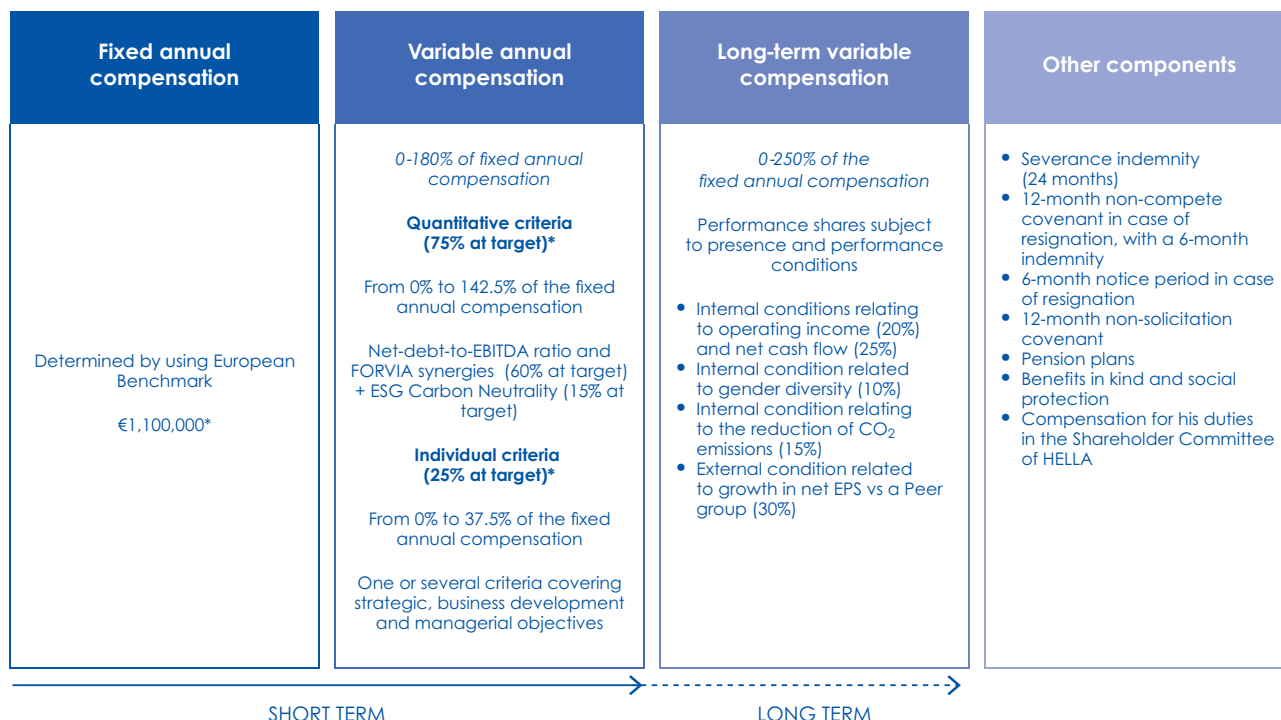 Fixed annual
compensation
Variable annual
compensation
Long-term variable
compensation
Other components
Determined by using European
Benchmark
€1,100,000*
0-180% of fixed annual
compensation
Quantitative criteria
(75% at target)*
From 0% to 142.5% of the fixed
annual compensation
Net-debt-to-EBITDA ratio and
FORVIA synergies (60% at target)
+ ESG Carbon Neutrality (15% at
target)
Individual criteria
(25% at target)*
From 0% to 37.5% of the fixed
annual compensation
One or several criteria covering
strategic, business development
and managerial objectives
0-250% of the
fixed annual compensation
Performance shares subject
to presence and performance
conditions
• Internal conditions relating
to operating income (20%)
and net cash flow (25%)
• Internal condition related
to gender diversity (10%)
• Internal condition relating
to the reduction of CO₂
emissions (15%)
• External condition related
to growth in net EPS vs a Peer
group (30%)
• Severance indemnity
(24 months)
• 12-month non-compete
covenant in case of
resignation, with a 6-month
indemnity
• 6-month notice period in case
of resignation
• 12-month non-solicitation
covenant
• Pension plans
• Benefits in kind and social
protection
• Compensation for his duties
in the Shareholder Committee
of HELLA
SHORT TERM
LONG TERM